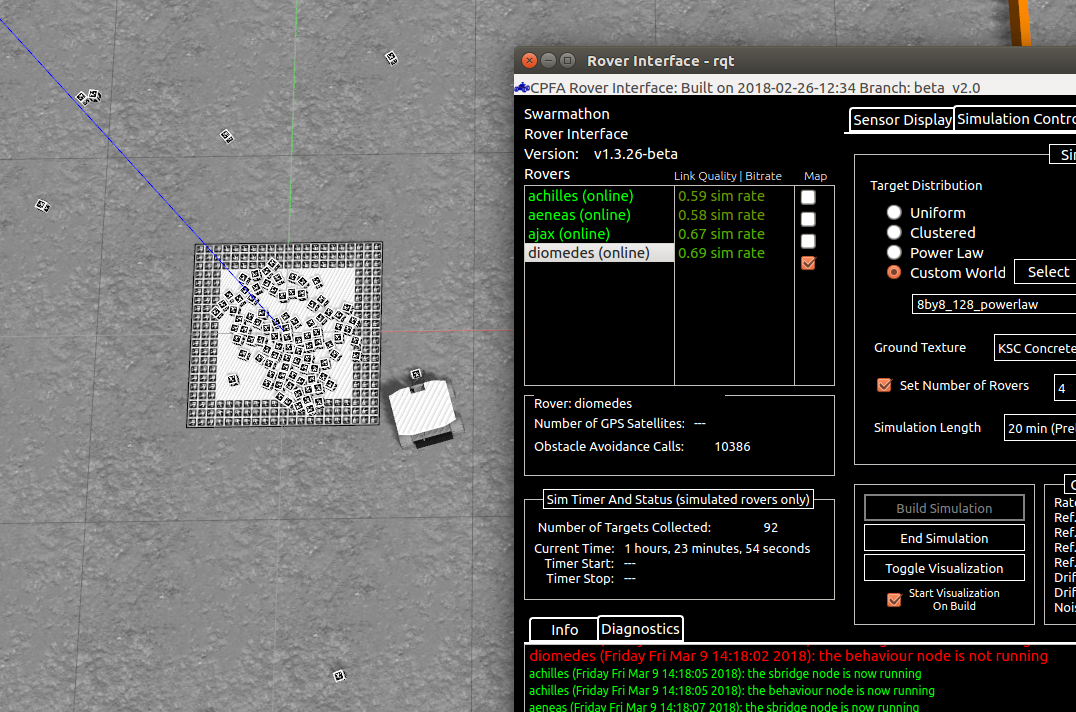 Rover Interface - rqt
CPFA Rover Interface: Built on 2018-02-26-12:34 Branch: beta v2.0
Swarmathon
Rover Interface
Version: v1.3.26-beta
Rovers Link Quality | Bitrate Map
achilles (online) 0.59 sim rate
aeneas (online) 0.58 sim rate
ajax (online) 0.67 sim rate
diomedes (online) 0.69 sim rate
Rover: diomedes
Number of GPS Satellites: ---
Obstacle Avoidance Calls: 10386
Sim Timer And Status (simulated rovers only)
Number of Targets Collected: 92
Current Time: 1 hours, 23 minutes, 54 seconds
Timer Start: ---
Timer Stop: ---
Sensor Display Simulation Contro
Si
Target Distribution
Uniform
Clustered
Power Law
Custom World Select
8by8_128_powerlaw
Ground Texture KSC Concrete
Set Number of Rovers 4
Simulation Length 20 min (Prel
Build Simulation
End Simulation
Toggle Visualization
Start Visualization
On Build
Rate
Ref.
Ref.
Ref.
Ref.
Drif
Drif
Nois
Info Diagnostics
diomedes (Friday Fri Mar 9 14:18:02 2018): the behaviour node is not running
achilles (Friday Fri Mar 9 14:18:05 2018): the sbridge node is now running
achilles (Friday Fri Mar 9 14:18:05 2018): the behaviour node is now running
aeneas (Friday Fri Mar 9 14:18:07 2018): the sbridge node is now running